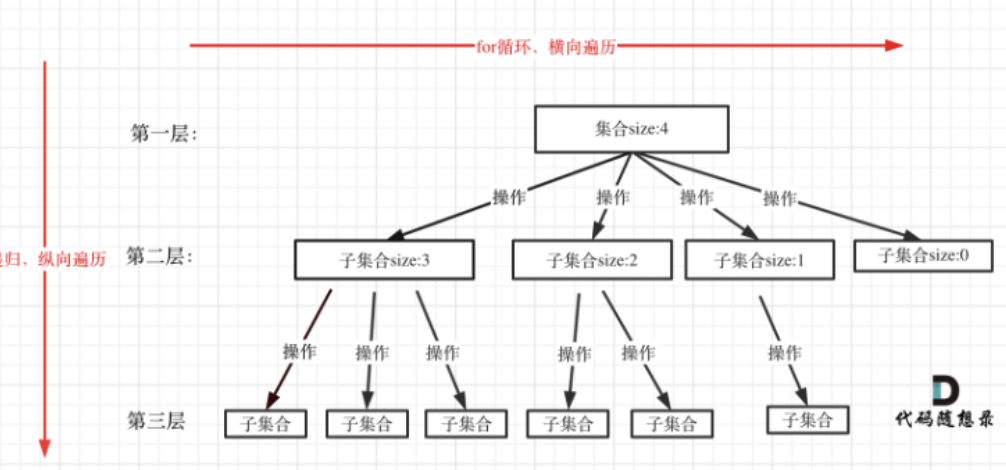 for循环，横向遍历
第一层：
集合size:4
操作 操作 操作 操作
归，纵向遍历
第二层：
子集合size:3 子集合size:2 子集合size:1 子集合size:0
操作 操作 操作 操作 操作 操作
第三层
子集合 子集合 子集合 子集合 子集合 子集合
代码随想录